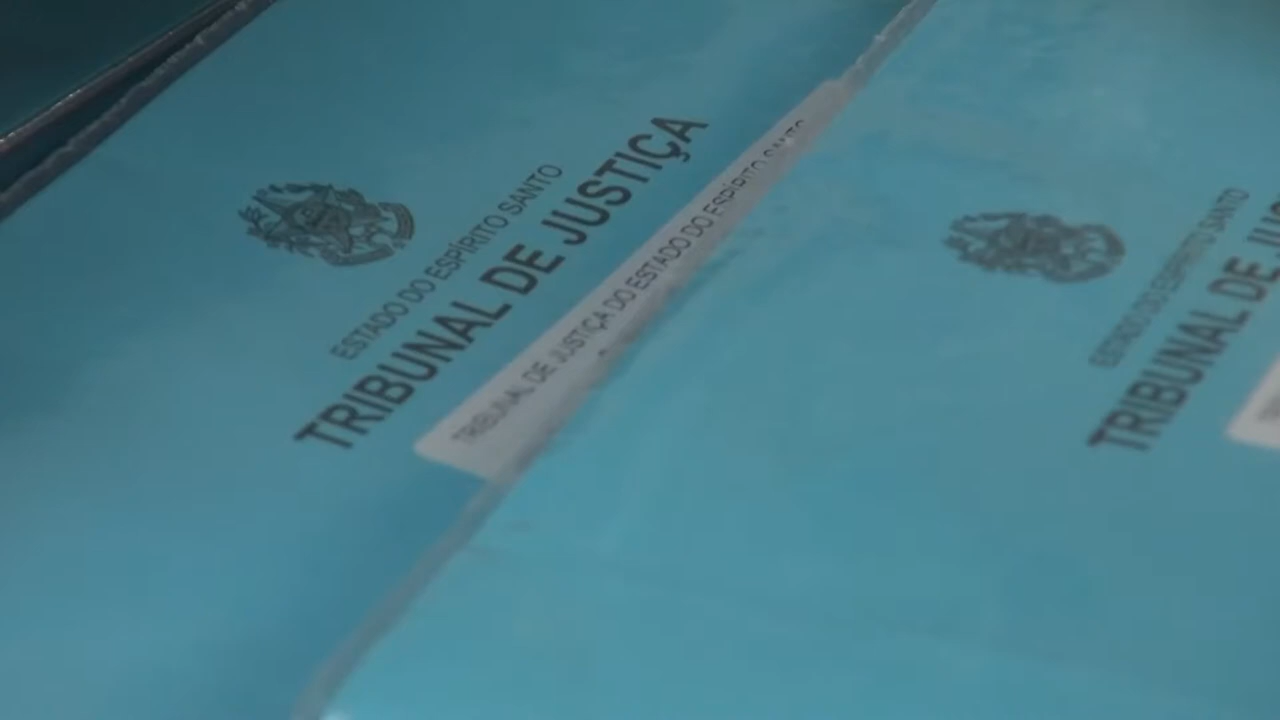 ESTADO DO ESPÍRITO SANTO
TRIBUNAL DE JUSTIÇA
TRIBUNAL DE JUSTIÇA DO ESTADO DO ESPÍRITO SANTO
ESTADO DO ESPÍRITO SANTO
TRIBUNAL DE